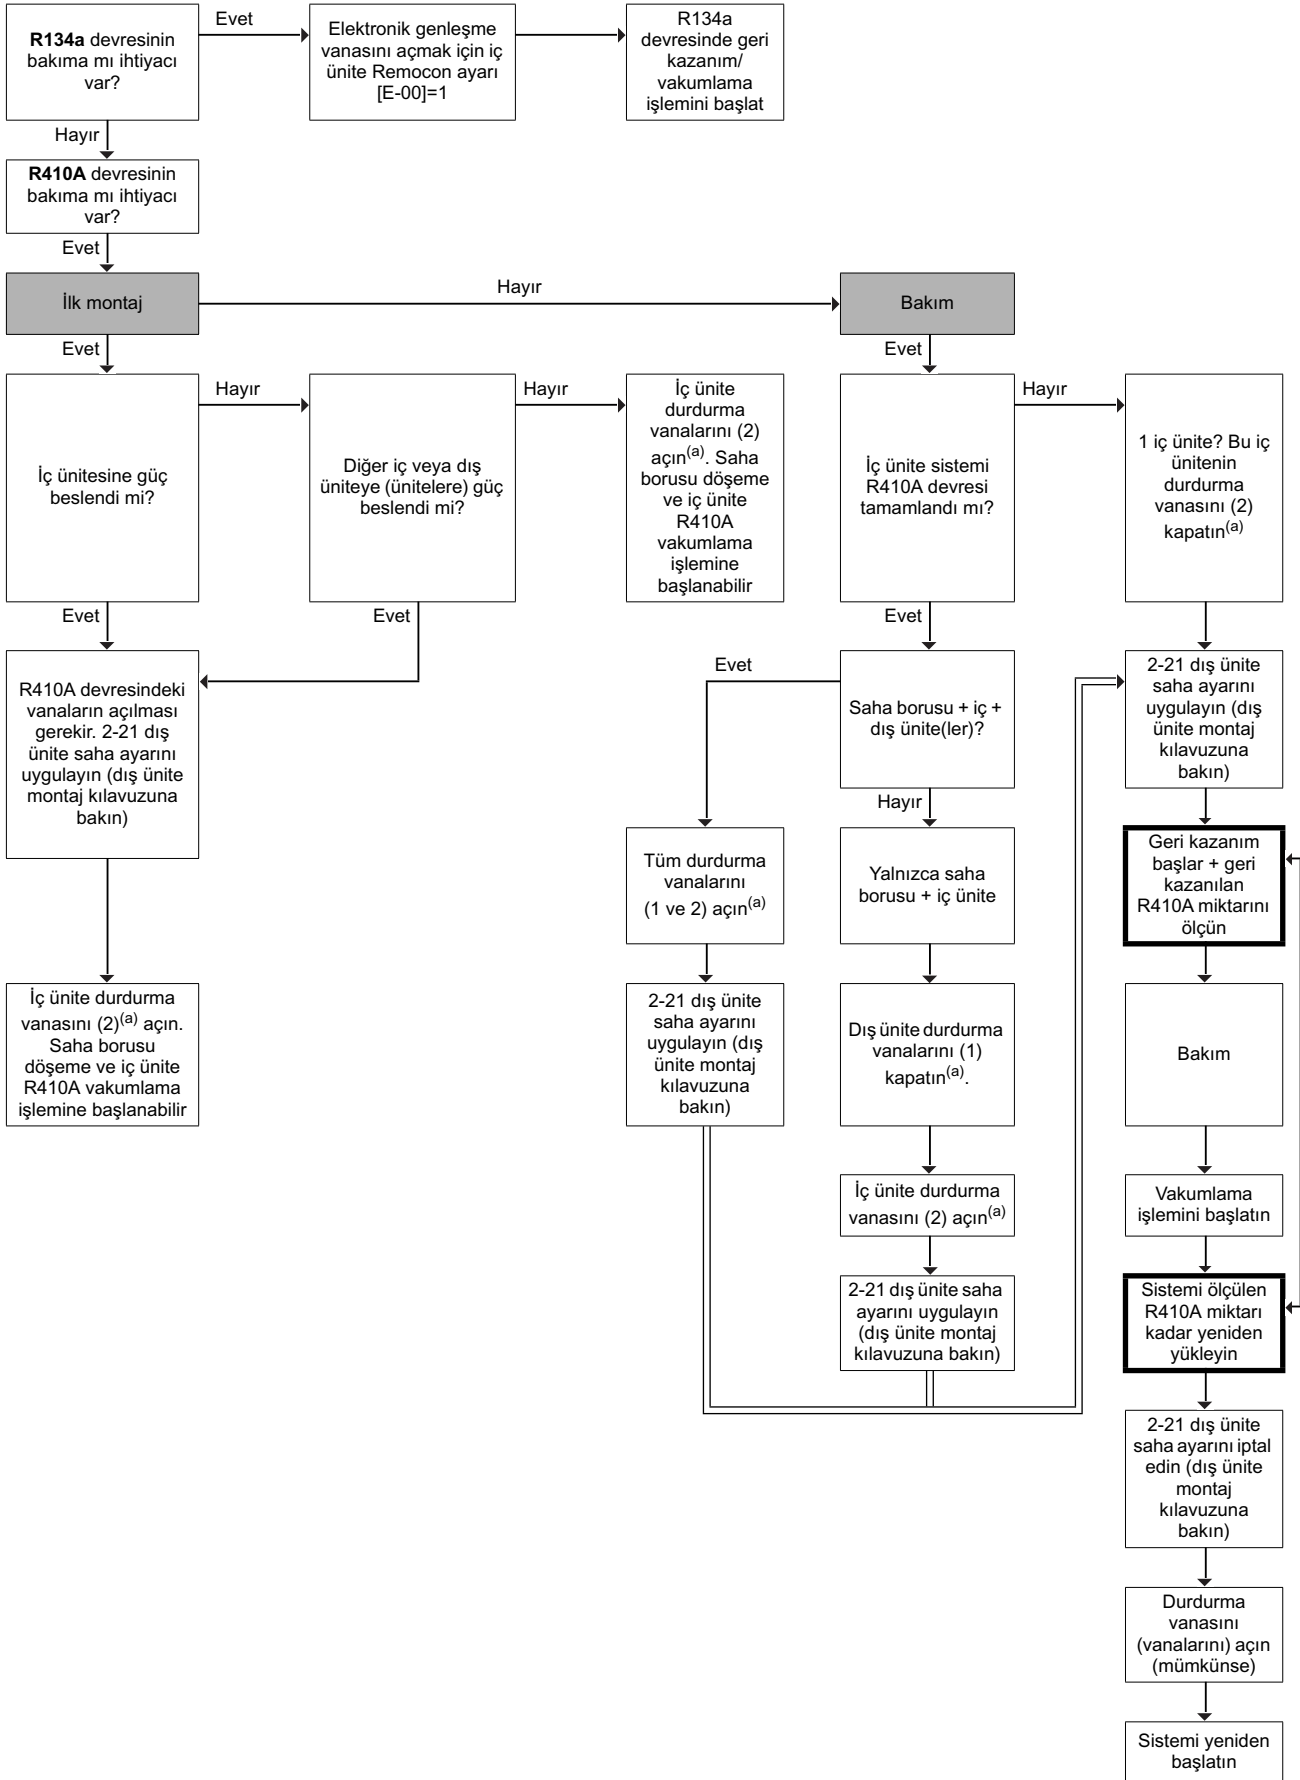 R134a devresinin
bakıma mı ihtiyacı
var?
Evet
Elektronik genleşme
vanasını açmak için iç
ünite Remocon ayarı
[E-00]=1
R134a
devresinde geri
kazanım/
vakumlama
işlemini başlat
Hayır
R410A devresinin
bakıma mı ihtiyacı
var?
Evet
İlk montaj
Hayır
Bakım
Evet
Evet
İç ünitesine güç
beslendi mi?
Hayır
Diğer iç veya dış
üniteye (ünitelere) güç
beslendi mi?
Hayır
İç ünite
durdurma
vanalarını (2)
açın(a). Saha
borusu döşeme
ve iç ünite
R410A
vakumlama
işlemine
başlanabilir
İç ünite sistemi
R410A devresi
tamamlandı mı?
Hayır
1 iç ünite? Bu iç
ünitenin
durdurma
vanasını (2)
kapatın(a)
Evet
Evet
Evet
R410A devresindeki
vanaların açılması
gerekir. 2-21 dış
ünite saha ayarını
uygulayın (dış ünite
montaj kılavuzuna
bakın)
Evet
Saha borusu + iç +
dış ünite(ler)?
2-21 dış ünite
saha ayarını
uygulayın (dış
ünite montaj
kılavuzuna
bakın)
Hayır
Tüm durdurma
vanalarını
(1 ve 2) açın(a)
Yalnızca saha
borusu + iç ünite
Geri kazanım
başlar + geri
kazanılan
R410A miktarını
ölçün
İç ünite durdurma
vanasını (2)(a) açın.
Saha borusu
döşeme ve iç ünite
R410A vakumlama
işlemine başlanabilir
2-21 dış ünite
saha ayarını
uygulayın (dış
ünite montaj
kılavuzuna
bakın)
Dış ünite durdurma
vanalarını (1)
kapatın(a).
Bakım
İç ünite durdurma
vanasını (2) açın(a)
Vakumlama
işlemini başlatın
2-21 dış ünite saha
ayarını uygulayın
(dış ünite montaj
kılavuzuna bakın)
Sistemi ölçülen
R410A miktarı
kadar yeniden
yükleyin
2-21 dış ünite
saha ayarını iptal
edin (dış ünite
montaj
kılavuzuna
bakın)
Durdurma
vanasını
(vanalarını) açın
(mümkünse)
Sistemi yeniden
başlatın